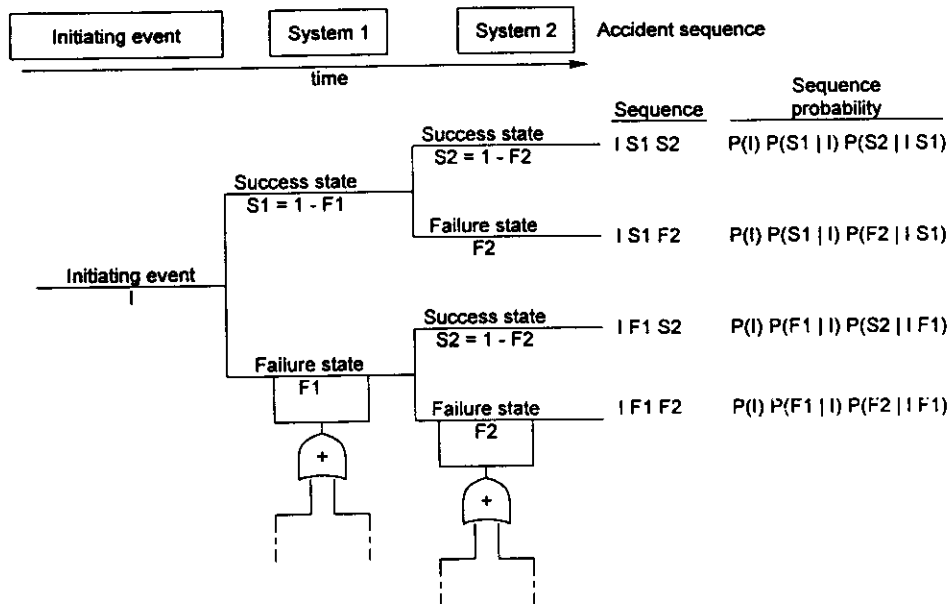 Initiating event
System 1
System 2
Accident sequence
time
Sequence
Sequence
probability
Success state
S2 = 1 - F2
I S1 S2
P(I) P(S1 | I) P(S2 | I S1)
Success state
S1 = 1 - F1
Failure state
F2
I S1 F2
P(I) P(S1 | I) P(F2 | I S1)
Initiating event
I
Success state
S2 = 1 - F2
I F1 S2
P(I) P(F1 | I) P(S2 | I F1)
Failure state
F1
Failure state
F2
I F1 F2
P(I) P(F1 | I) P(F2 | I F1)
+
+